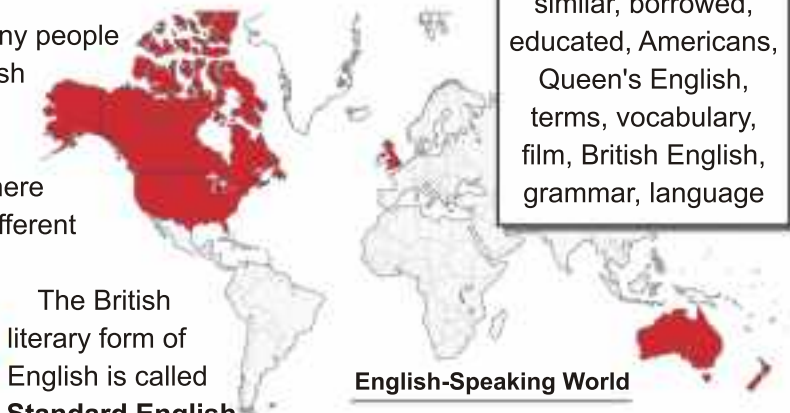 ny people
sh
here
fferent
The British
literary form of
English is called
Standard English
similar, borrowed,
educated, Americans,
Queen's English,
terms, vocabulary,
film, British English,
grammar, language
English-Speaking World